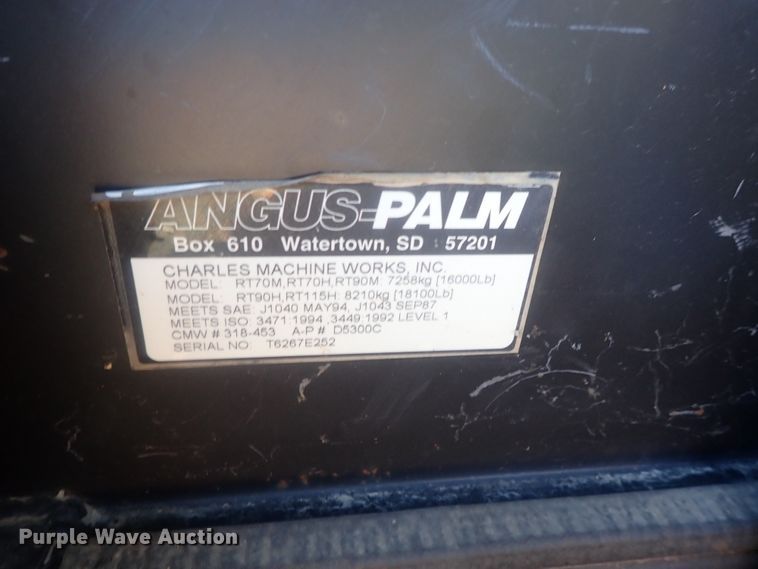 ANGUS-PALM
Box 610 Watertown, SD 57201
CHARLES MACHINE WORKS, INC.
MODEL: RT70M,RT70H,RT90M: 7258kg [16000Lb]
MODEL: RT90H,RT115H: 8210kg [18100Lb]
MEETS SAE: J1040 MAY94, J1043 SEP87
MEETS ISO: 3471:1994 ,3449:1992 LEVEL 1
CMW # 318-453 A-P # D5300C
SERIAL NO. T6267E252
Purple Wave Auction